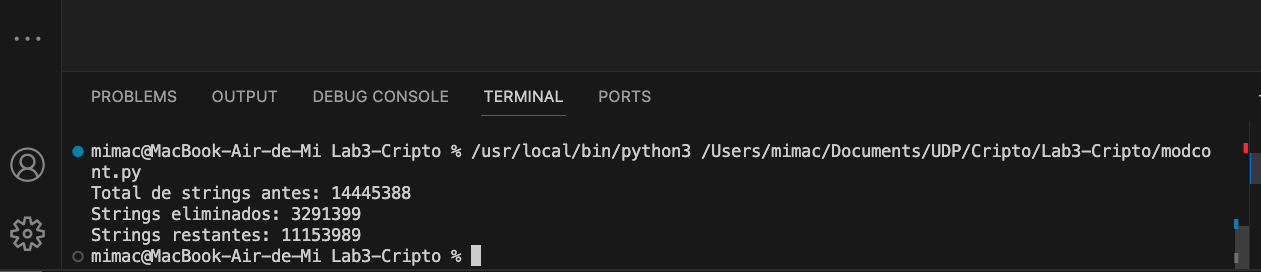 PROBLEMS OUTPUT DEBUG CONSOLE TERMINAL PORTS
mimac@MacBook-Air-de-Mi Lab3-Cripto % /usr/local/bin/python3 /Users/mimac/Documents/UDP/Cripto/Lab3-Cripto/modco
nt.py
Total de strings antes: 14445388
Strings eliminados: 3291399
Strings restantes: 11153989
mimac@MacBook-Air-de-Mi Lab3-Cripto %